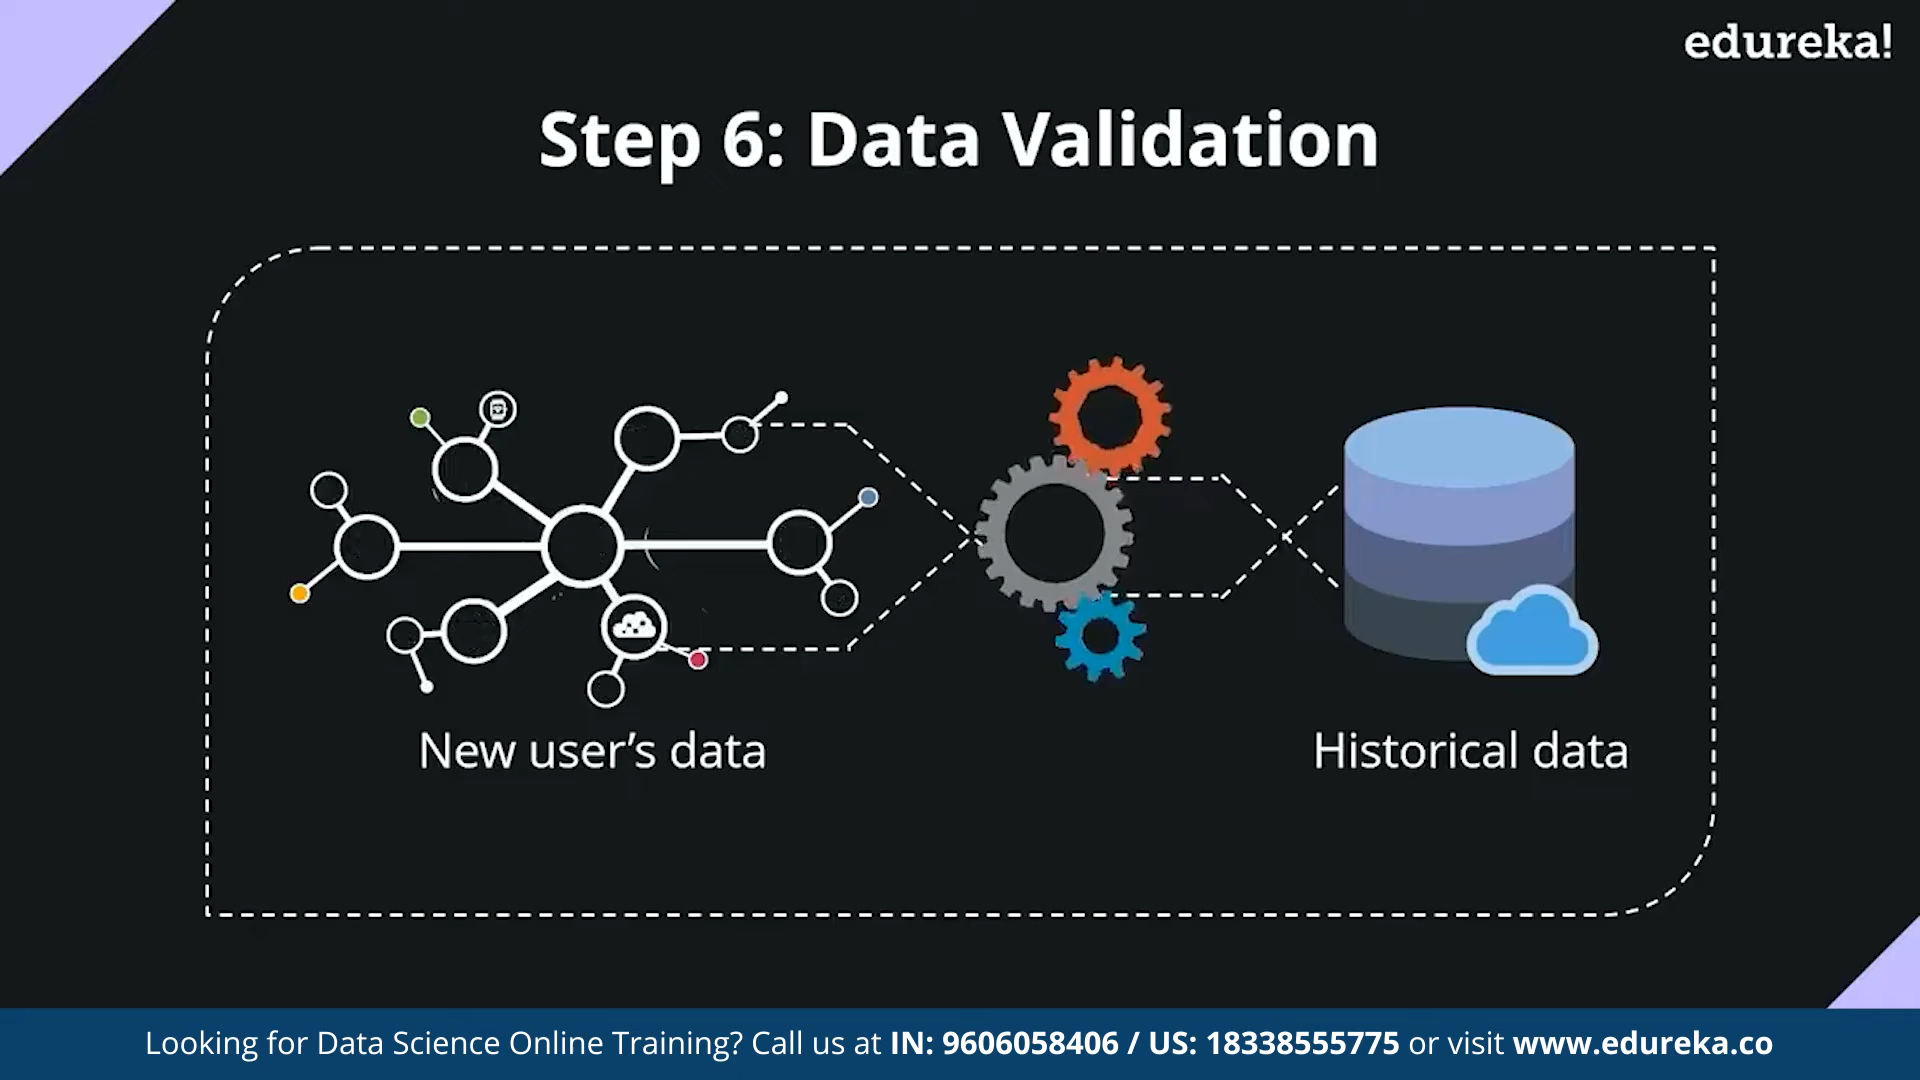 edureka!
Step 6: Data Validation
New user’s data
Historical data
Looking for Data Science Online Training? Call us at IN: 9606058406 / US: 18338555775 or visit www.edureka.co